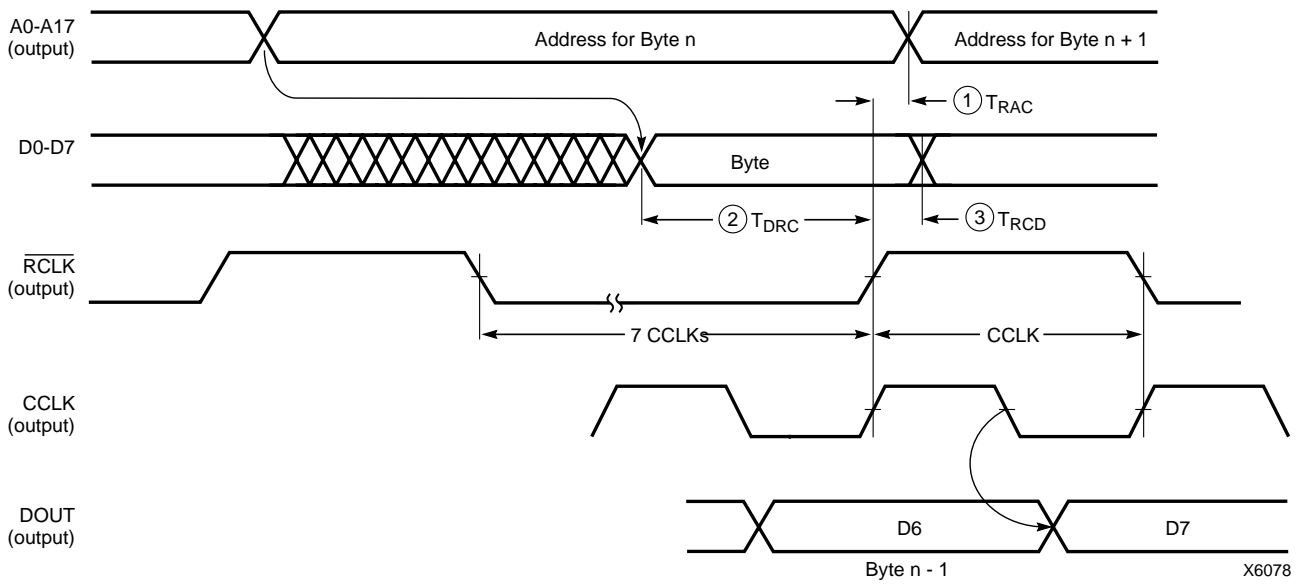 A0-A17
(output)
Address for Byte n
Address for Byte n + 1
1 TRAC
D0-D7
Byte
2 TDRC
3 TRCD
RCLK
(output)
7 CCLKs
CCLK
CCLK
(output)
DOUT
(output)
D6
D7
Byte n - 1
X6078